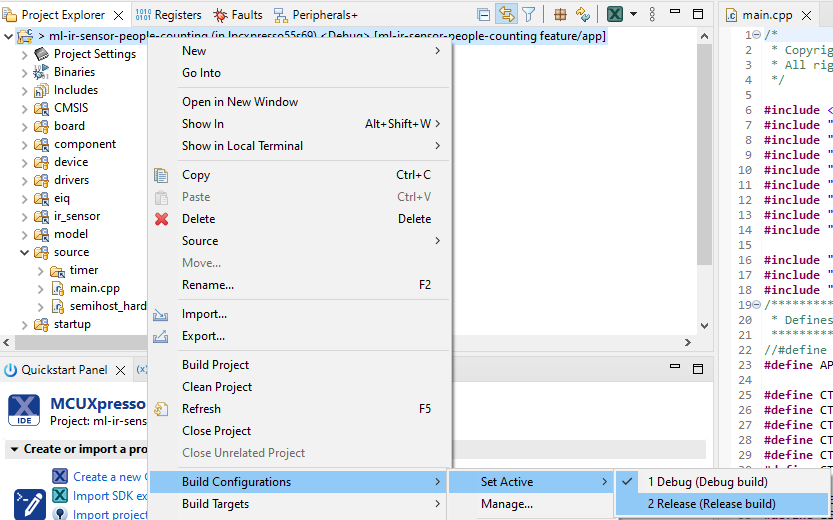 Project Explorer Registers Faults Peripherals+
main.cpp
> ml-ir-sensor-people-counting (in lpcxpresso55s69) <Debug> [ml-ir-sensor-people-counting feature/app]
Project Settings
Binaries
Includes
CMSIS
board
component
device
drivers
eiq
ir_sensor
model
source
timer
main.cpp
semihost_hard
startup
New
Go Into
Open in New Window
Show In Alt+Shift+W >
Show in Local Terminal
Copy Ctrl+C
Paste Ctrl+V
Delete Delete
Source
Move...
Rename... F2
Import...
Export...
Build Project
Clean Project
Refresh F5
Close Project
Close Unrelated Project
Build Configurations
Build Targets
Set Active
Manage...
1 Debug (Debug build)
2 Release (Release build)
Quickstart Panel (x)
IDE
MCUXpresso
Project: ml-ir-sens
Create or import a pro
Create a new
Import SDK ex
Import project
1 /*
2 * Copyrig
3 * All rig
4 */
5
6 #include <
7 #include "
8 #include "
9 #include "
10 #include "
11 #include "
12 #include "
13 #include "
14 #include "
15
16 #include "
17 #include "
18 #include "
19 /**********
20 * Defines
21 *********
22 //#define
23 #define AP
24
25 #define CT
26 #define CT
27 #define CT
28 #define CT
29 #define CT